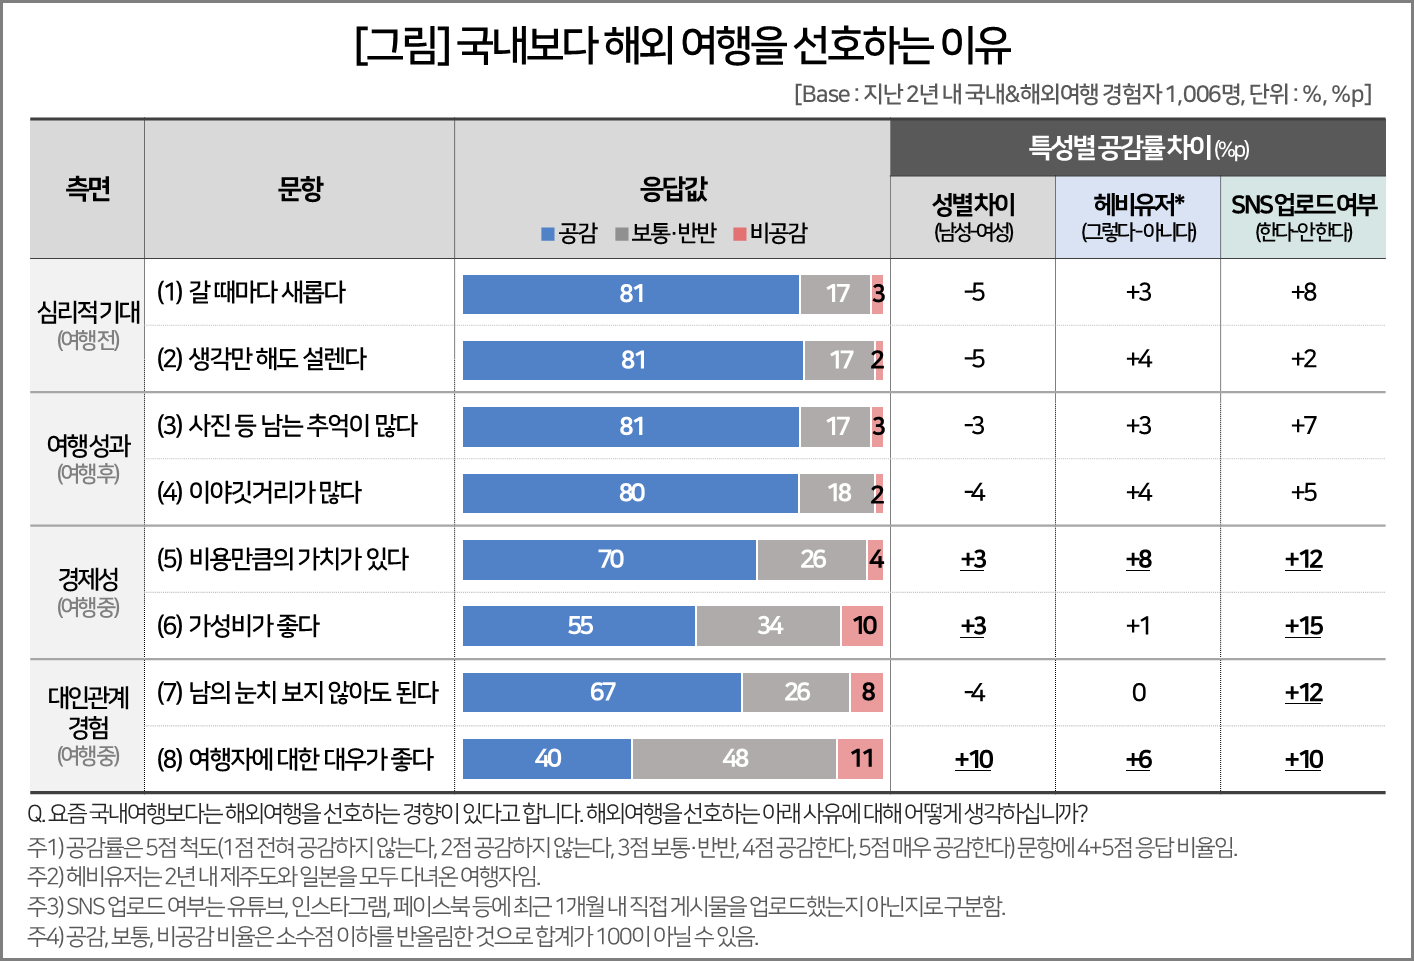 [그림] 국내보다 해외 여행을 선호하는 이유
[Base : 지난 2년 내 국내&해외여행 경험자 1,006명, 단위 : %, %p]
측면 문항 응답값 특성별 공감률 차이(%p)
공감 보통·반반 비공감
성별 차이 헤비유저* SNS 업로드 여부
(남성-여성) (그렇다-아니다) (한다-안한다)
심리적 기대
(여행전)
(1) 갈 때마다 새롭다 81 17 3 -5 +3 +8
(2) 생각만 해도 설렌다 81 17 2 -5 +4 +2
여행 성과
(여행후)
(3) 사진 등 남는 추억이 많다 81 17 3 -3 +3 +7
(4) 이야깃거리가 많다 80 18 2 -4 +4 +5
경제성
(여행중)
(5) 비용만큼의 가치가 있다 70 26 4 +3 +8 +12
(6) 가성비가 좋다 55 34 10 +3 +1 +15
대인관계
경험
(여행중)
(7) 남의 눈치 보지 않아도 된다 67 26 8 -4 0 +12
(8) 여행자에 대한 대우가 좋다 40 48 11 +10 +6 +10
Q. 요즘 국내여행보다는 해외여행을 선호하는 경향이 있다고 합니다. 해외여행을 선호하는 아래 사유에 대해 어떻게 생각하십니까?
주1) 공감률은 5점 척도(1점 전혀 공감하지 않는다, 2점 공감하지 않는다, 3점 보통·반반, 4점 공감한다, 5점 매우 공감한다) 문항에 4+5점 응답 비율임.
주2) 헤비유저는 2년 내 제주도와 일본을 모두 다녀온 여행자임.
주3) SNS 업로드 여부는 유튜브, 인스타그램, 페이스북 등에 최근 1개월 내 직접 게시물을 업로드했는지 아닌지로 구분함.
주4) 공감, 보통, 비공감 비율은 소수점 이하를 반올림한 것으로 합계가 100이 아닐 수 있음.